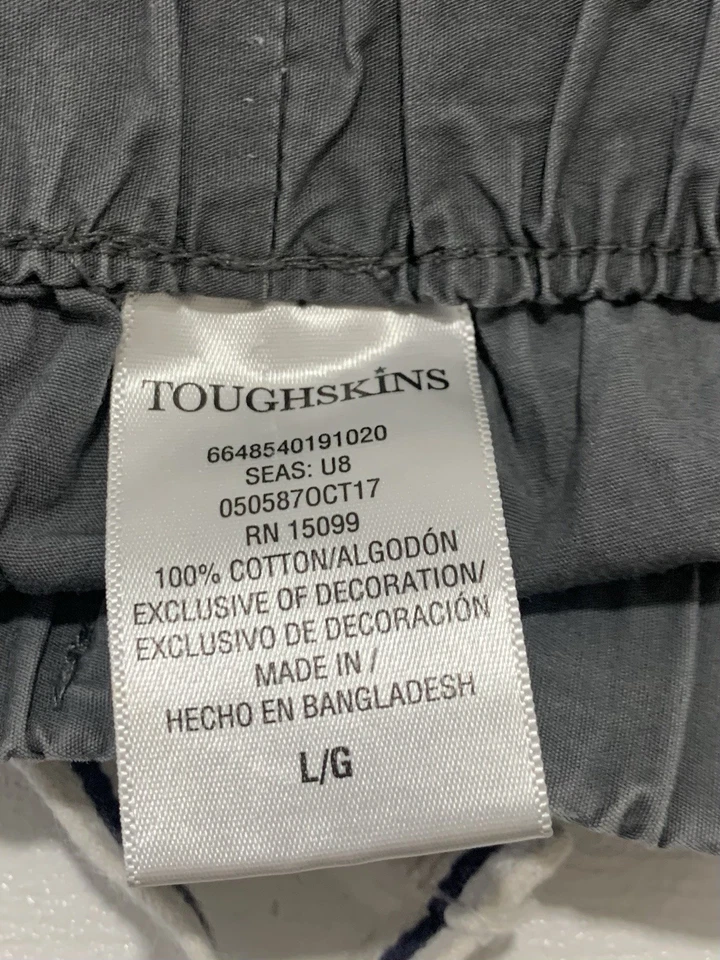 TOUGHSKINS
6648540191020
SEAS: U8
050587OCT17
RN 15099
100% COTTON/ALGODÓN
EXCLUSIVE OF DECORATION/
EXCLUSIVO DE DECORACIÓN
MADE IN /
HECHO EN BANGLADESH
L/G